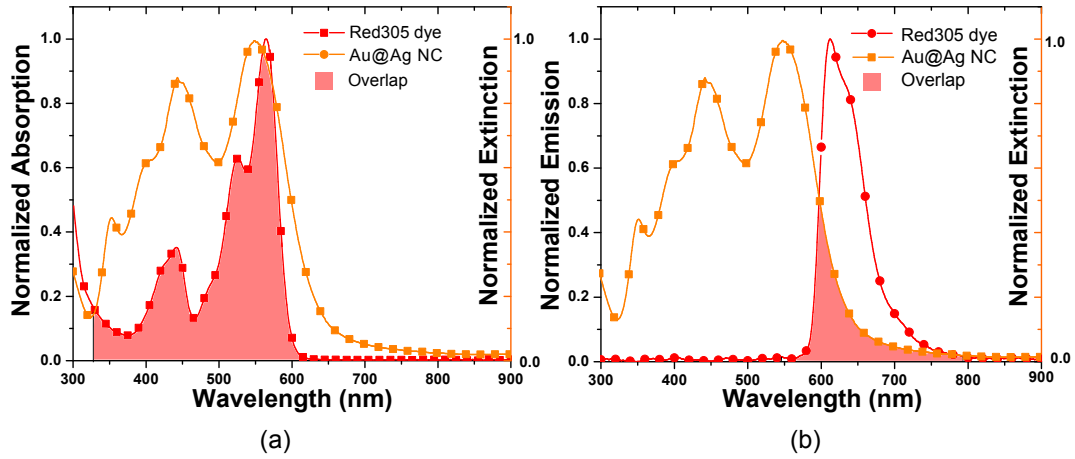 Red305 dye
Au@Ag NC
Overlap
1.0
0.8
0.6
0.4
0.2
0.0
Normalized Absorption
1.0
0.0
Normalized Extinction
300 400 500 600 700 800 900
Wavelength (nm)
(a)
Red305 dye
Au@Ag NC
Overlap
1.0
0.8
0.6
0.4
0.2
0.0
Normalized Emission
1.0
0.0
Normalized Extinction
300 400 500 600 700 800 900
Wavelength (nm)
(b)